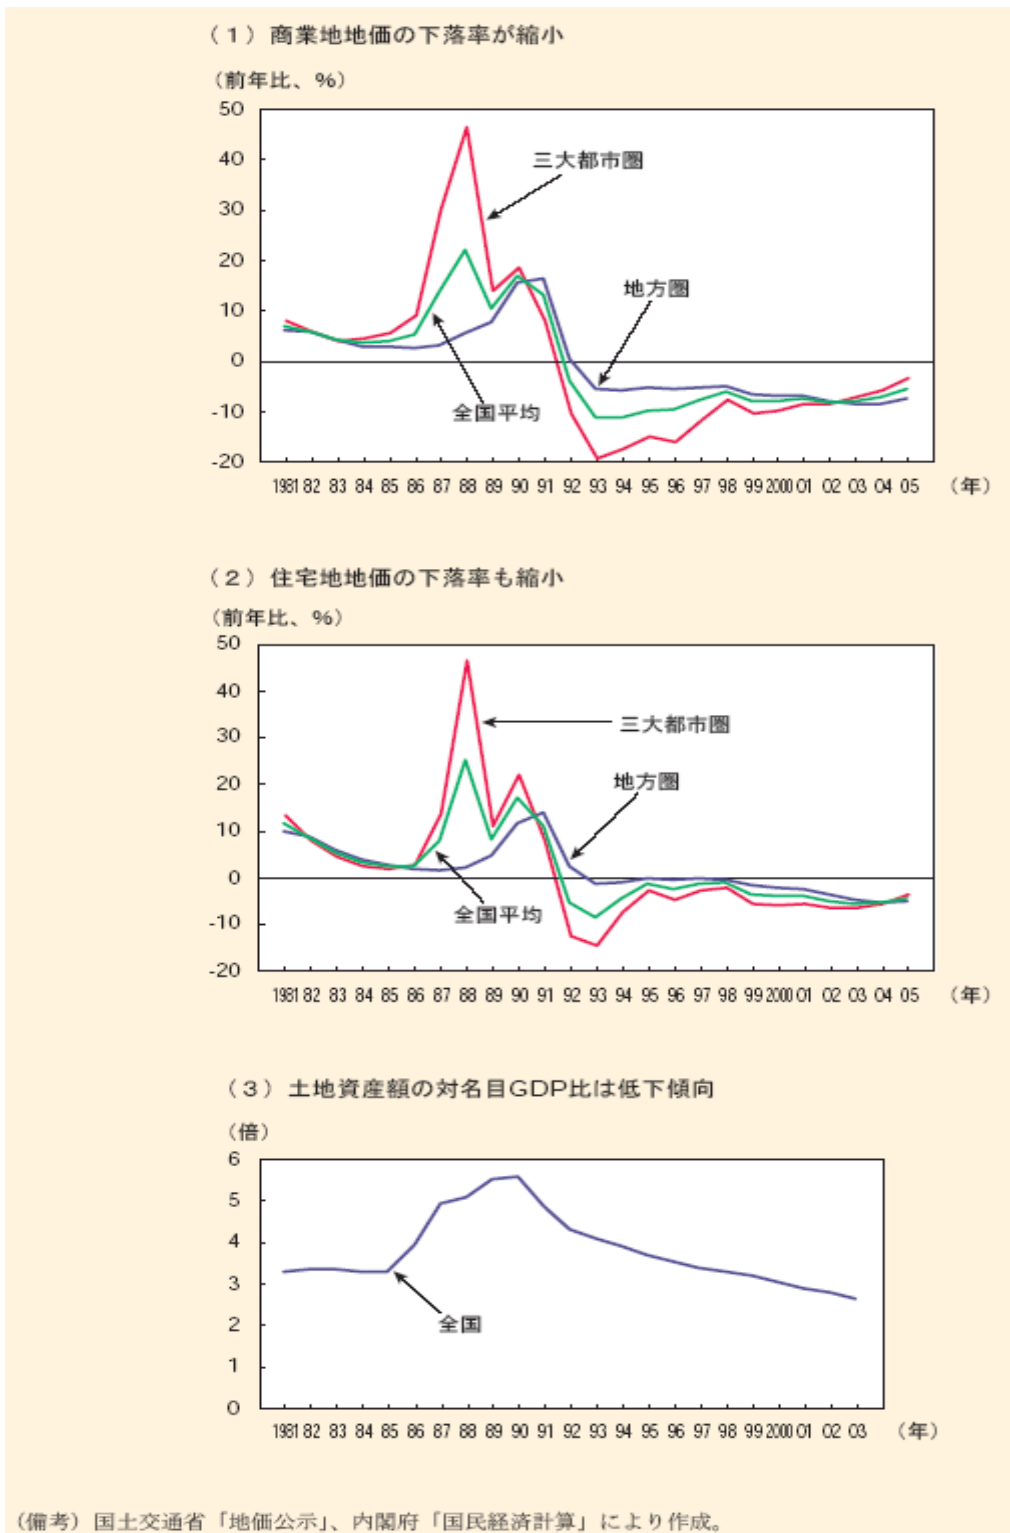 （１）商業地地価の下落率が縮小
（前年比、％）
50
40
30
20
10
0
-10
-20
三大都市圏
地方圏
全国平均
1981 82 83 84 85 86 87 88 89 90 91 92 93 94 95 96 97 98 99 2000 01 02 03 04 05 （年）
（２）住宅地地価の下落率も縮小
（前年比、％）
50
40
30
20
10
0
-10
-20
三大都市圏
地方圏
全国平均
1981 82 83 84 85 86 87 88 89 90 91 92 93 94 95 96 97 98 99 2000 01 02 03 04 05 （年）
（３）土地資産額の対名目GDP比は低下傾向
（倍）
6
5
4
3
2
1
0
全国
1981 82 83 84 85 86 87 88 89 90 91 92 93 94 95 96 97 98 99 2000 01 02 03 （年）
（備考）国土交通省「地価公示」、内閣府「国民経済計算」により作成。